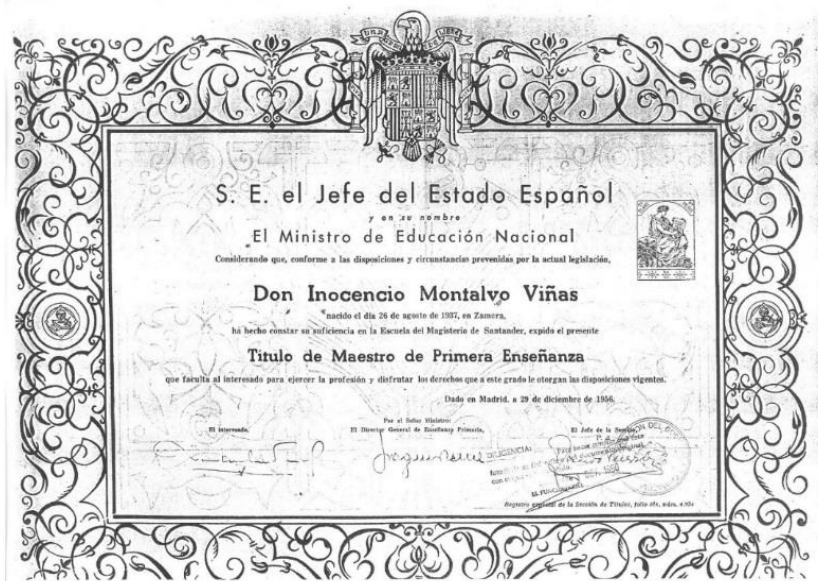 S. E. el Jefe del Estado Español
y en su nombre
El Ministro de Educación Nacional
Considerando que, conforme a las disposiciones y circunstancias prevenidas por la actual legislación,
Don Inocencio Montalvo Viñas
nacido el día 26 de agosto de 1937, en Zamora,
ha hecho constar su suficiencia en la Escuela del Magisterio de Santander, expido el presente
Título de Maestro de Primera Enseñanza
que faculta al interesado para ejercer la profesión y disfrutar los derechos que a este grado le otorgan las disposiciones vigentes.
Dado en Madrid, a 29 de diciembre de 1956.
El interesado,
Por el Señor Ministro:
El Director General de Enseñanza Primaria,
El Jefe de la Sección,
DILIGENCIA:
Registro especial de la Sección de Títulos, folio